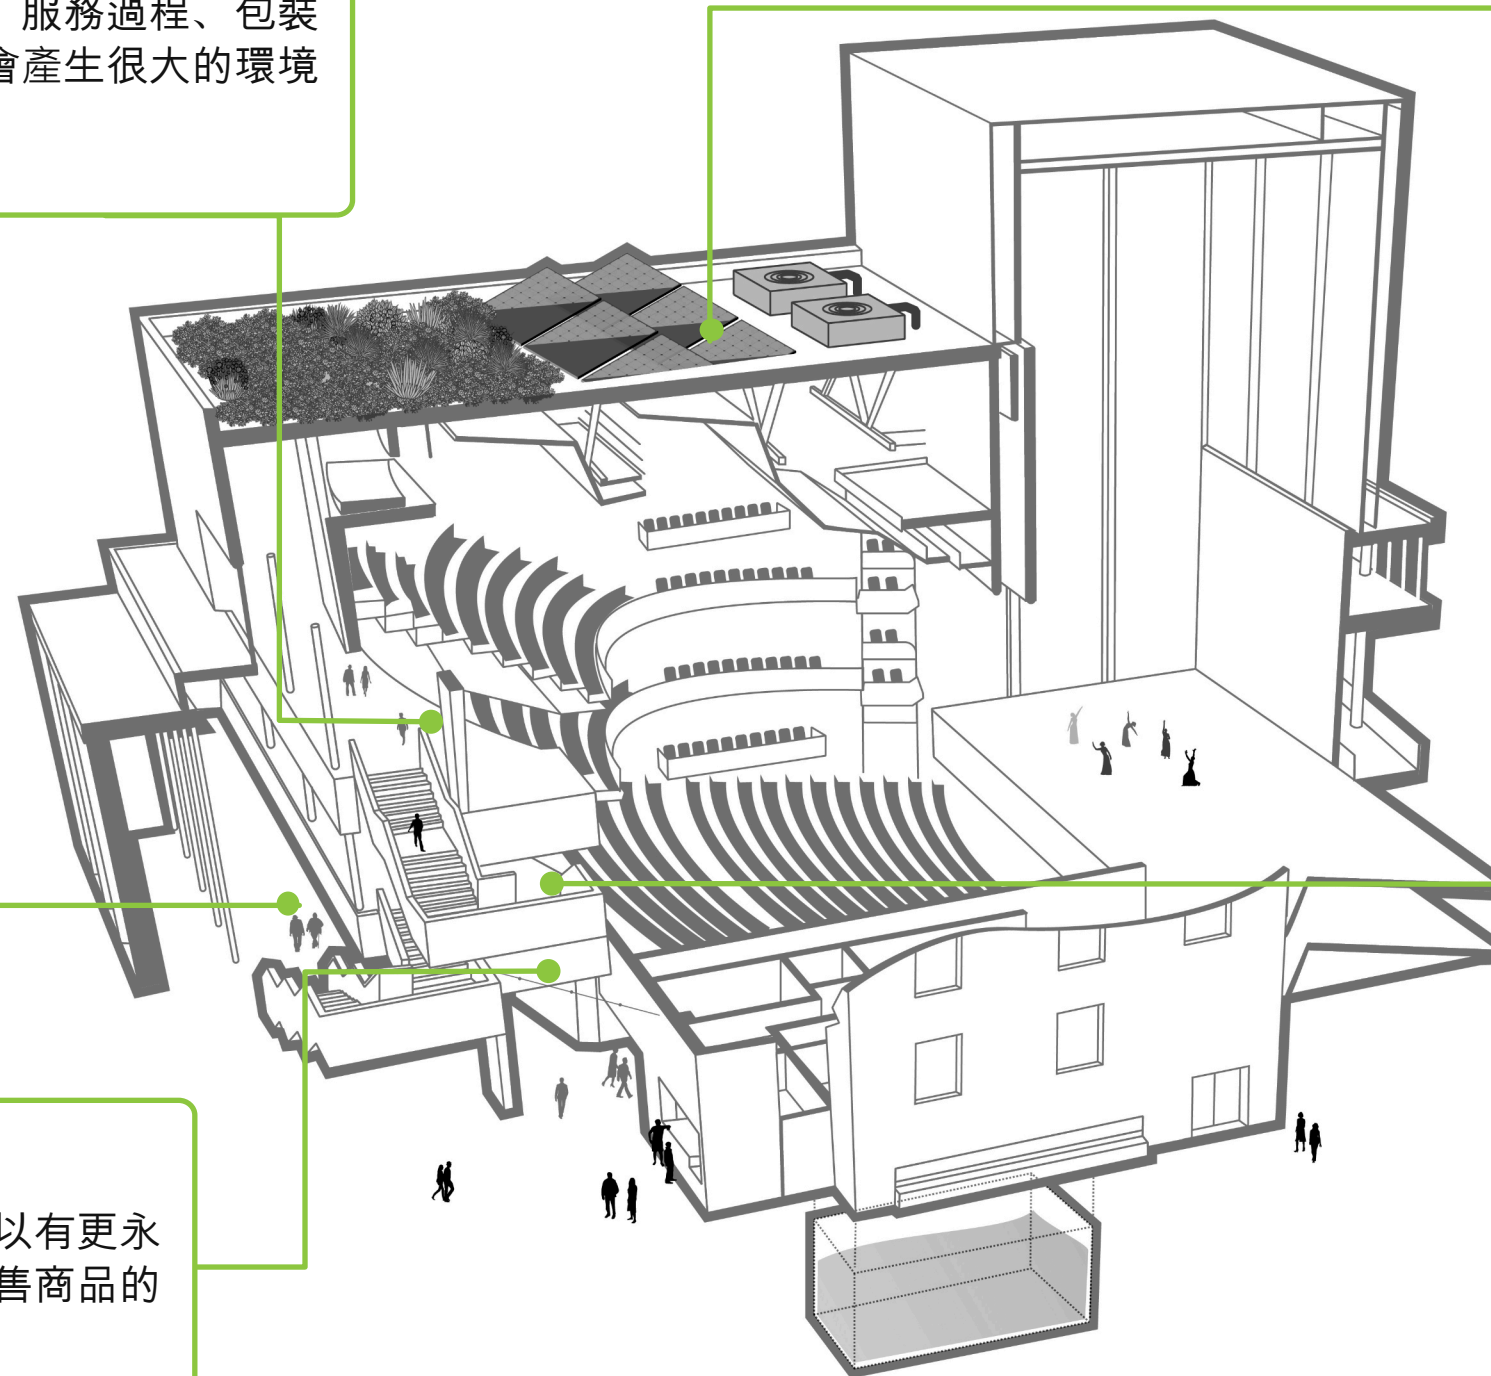 服務過程、包裝
會產生很大的環境
以有更永
售商品的